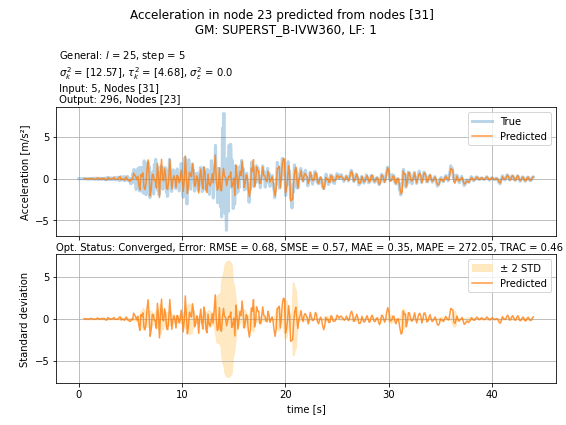 Acceleration in node 23 predicted from nodes [31]
GM: SUPERST_B-IVW360, LF: 1
General: l = 25, step = 5
σ²ₖ = [12.57], τ²ₖ = [4.68], σ²ε = 0.0
Input: 5, Nodes [31]
Output: 296, Nodes [23]
Acceleration [m/s²]
5
0
−5
True
Predicted
Opt. Status: Converged, Error: RMSE = 0.68, SMSE = 0.57, MAE = 0.35, MAPE = 272.05, TRAC = 0.46
Standard deviation
5
0
−5
± 2 STD
Predicted
0 10 20 30 40
time [s]